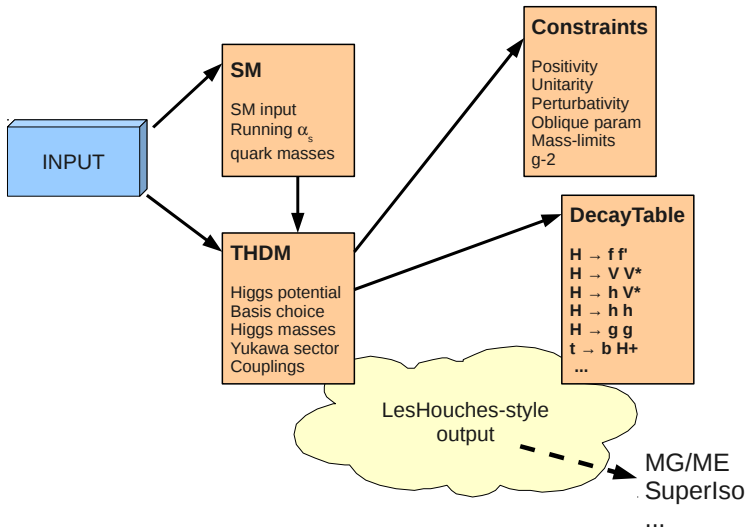 INPUT
SM
SM input
Running αs
quark masses
THDM
Higgs potential
Basis choice
Higgs masses
Yukawa sector
Couplings
Constraints
Positivity
Unitarity
Perturbativity
Oblique param
Mass-limits
g-2
DecayTable
H → f f'
H → V V*
H → h V*
H → h h
H → g g
t → b H+
...
LesHouches-style
output
MG/ME
SuperIso
...